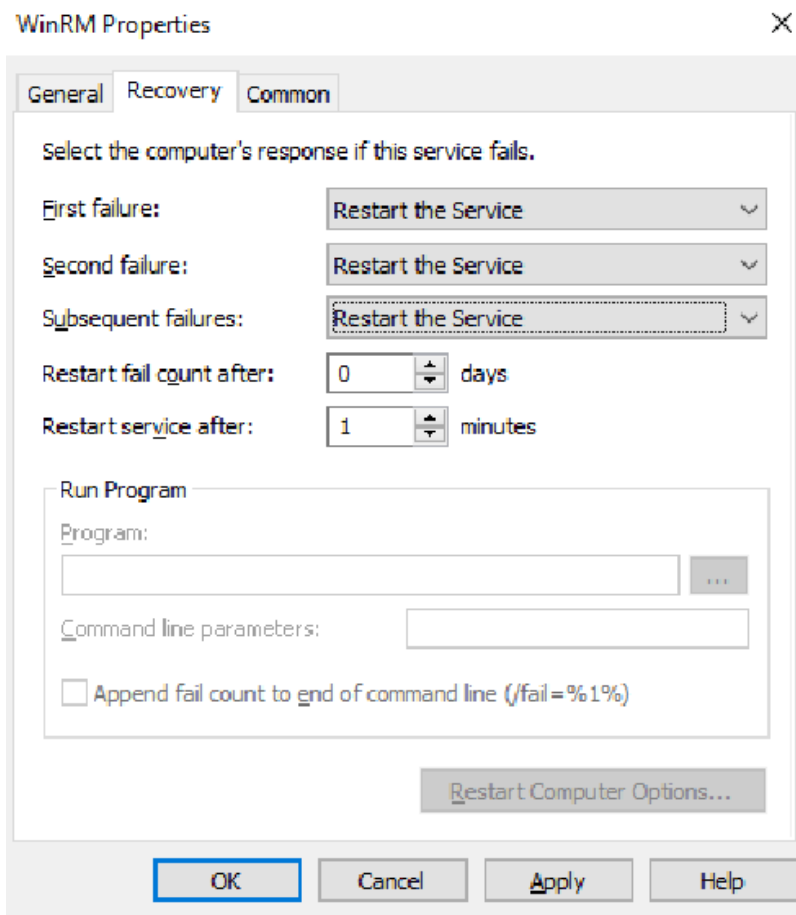 WinRM Properties
General Recovery Common
Select the computer's response if this service fails.
First failure: Restart the Service
Second failure: Restart the Service
Subsequent failures: Restart the Service
Restart fail count after: 0 days
Restart service after: 1 minutes
Run Program
Program:
...
Command line parameters:
Append fail count to end of command line (/fail=%1%)
Restart Computer Options...
OK Cancel Apply Help